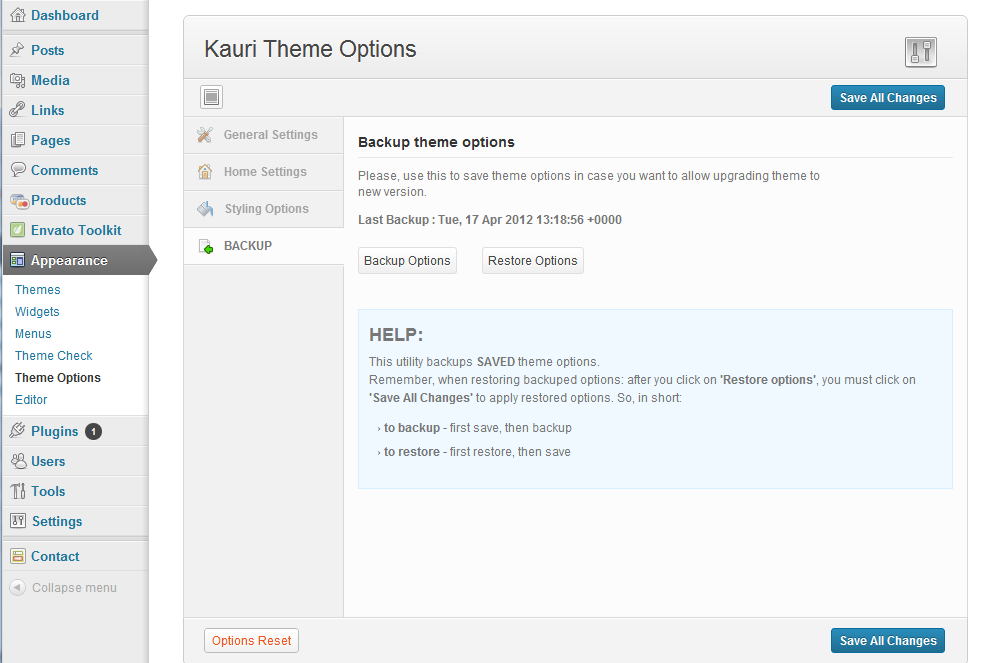 Dashboard
Posts
Media
Links
Pages
Comments
Products
Envato Toolkit
Appearance
Themes
Widgets
Menus
Theme Check
Theme Options
Editor
Plugins 1
Users
Tools
Settings
Contact
Collapse menu
Kauri Theme Options
Save All Changes
General Settings
Home Settings
Styling Options
BACKUP
Backup theme options
Please, use this to save theme options in case you want to allow upgrading theme to
new version.
Last Backup : Tue, 17 Apr 2012 13:18:56 +0000
Backup Options Restore Options
HELP:
This utility backups SAVED theme options.
Remember, when restoring backuped options: after you click on 'Restore options', you must click on
'Save All Changes' to apply restored options. So, in short:
› to backup - first save, then backup
› to restore - first restore, then save
Options Reset Save All Changes